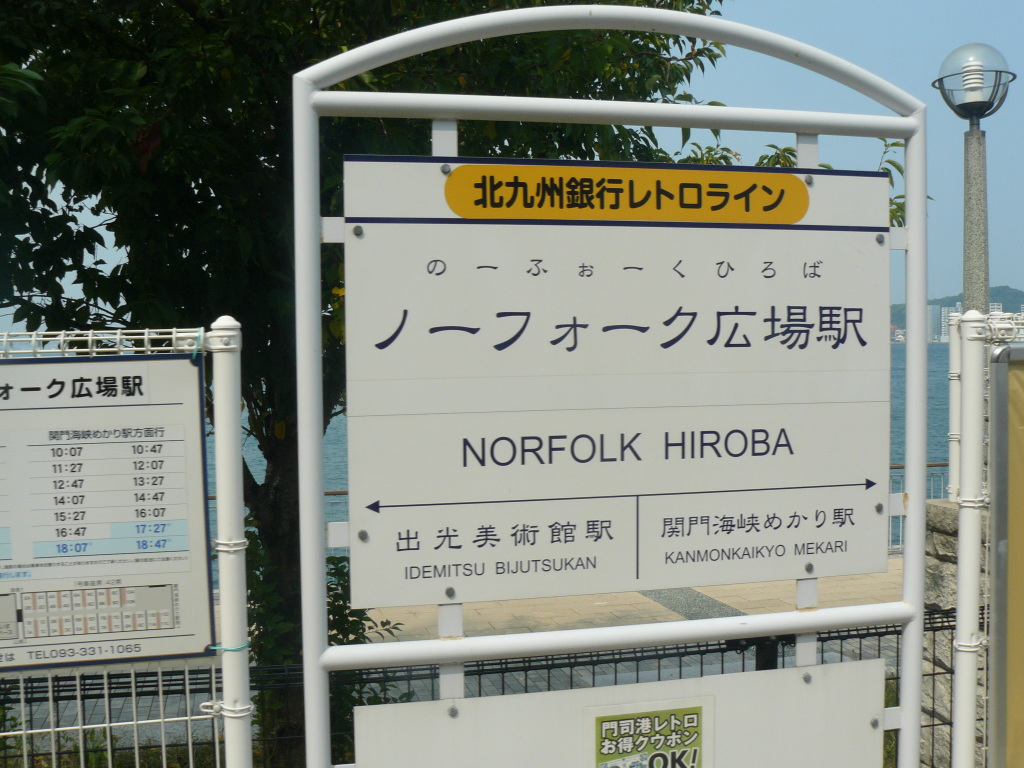 北九州銀行レトロライン
のーふぉーくひろば
ノーフォーク広場駅
NORFOLK HIROBA
出光美術館駅
IDEMITSU BIJUTSUKAN
関門海峡めかり駅
KANMONKAIKYO MEKARI
門司港レトロ
お得クウポン
OK!
ォーク広場駅
関門海峡めかり駅方面行
10:07 10:47
11:27 12:07
12:47 13:27
14:07 14:47
15:27 16:07
16:47 17:27
18:07 18:47
せは TEL093-331-1065